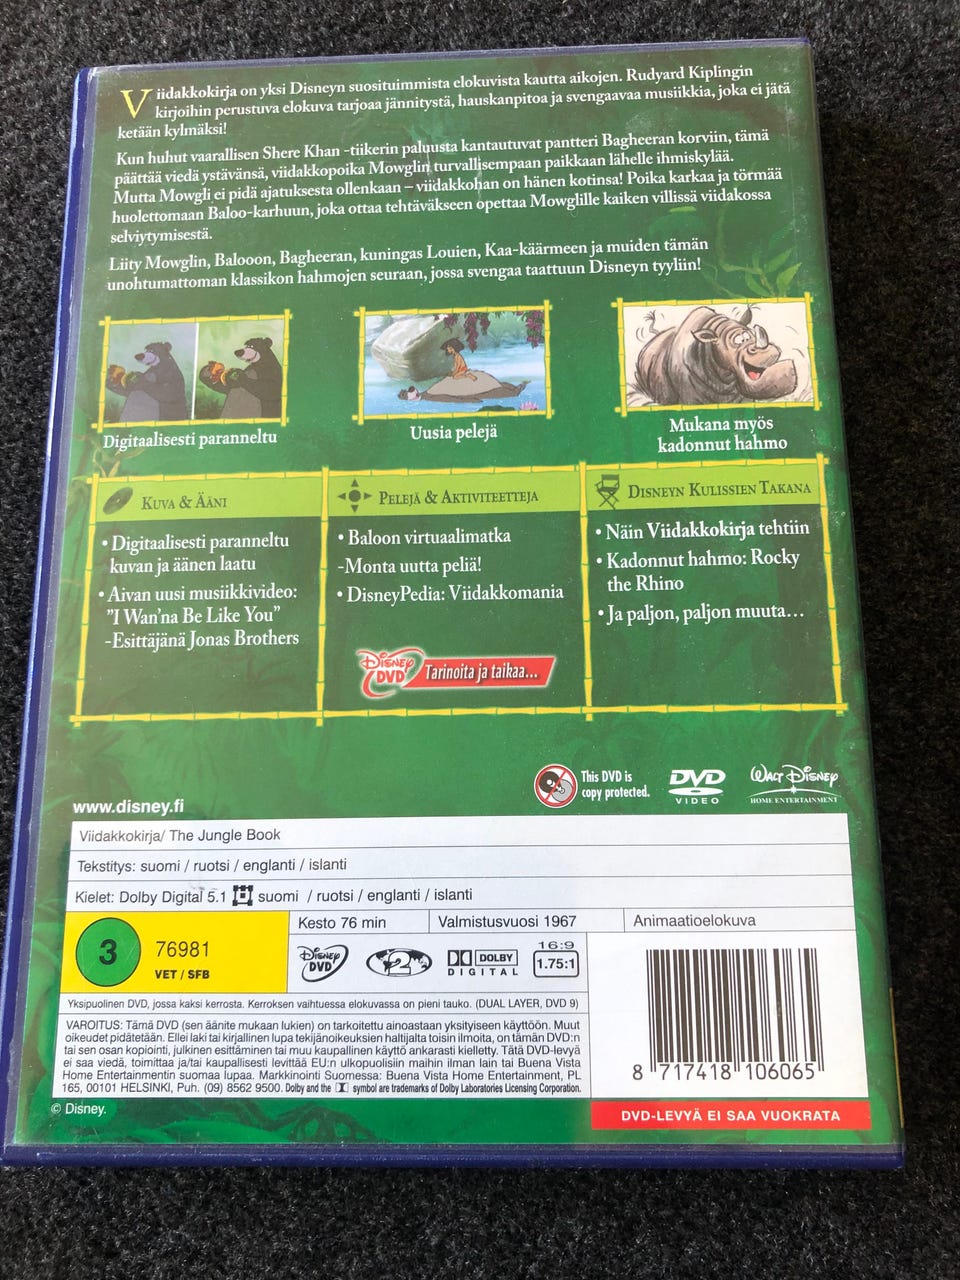 Viidakkokirja on yksi Disneyn suosituimmista elokuvista kautta aikojen. Rudyard Kiplingin
kirjoihin perustuva elokuva tarjoaa jännitystä, hauskanpitoa ja svengaavaa musiikkia, joka ei jätä
ketään kylmäksi!
Kun huhut vaarallisen Shere Khan -tiikerin paluusta kantautuvat pantteri Bagheeran korviin, tämä
päättää viedä ystävänsä, viidakkopoika Mowglin turvallisempaan paikkaan lähelle ihmiskylää.
Mutta Mowgli ei pidä ajatuksesta ollenkaan – viidakkohan on hänen kotinsa! Poika karkaa ja törmää
huolettomaan Baloo-karhuun, joka ottaa tehtäväkseen opettaa Mowglille kaiken villissä viidakossa
selviytymisestä.
Liity Mowglin, Balooon, Bagheeran, kuningas Louien, Kaa-käärmeen ja muiden tämän
unohtumattoman klassikon hahmojen seuraan, jossa svengaa taattuun Disneyn tyyliin!
Digitaalisesti paranneltu
Uusia pelejä
Mukana myös
kadonnut hahmo
KUVA & ÄÄNI
• Digitaalisesti paranneltu
kuvan ja äänen laatu
• Aivan uusi musiikkivideo:
"I Wan'na Be Like You"
-Esittäjänä Jonas Brothers
PELEJÄ & AKTIVITEETTEJA
• Baloon virtuaalimatka
-Monta uutta peliä!
• DisneyPedia: Viidakkomania
DISNEYN KULISSIEN TAKANA
• Näin Viidakkokirja tehtiin
• Kadonnut hahmo: Rocky
the Rhino
• Ja paljon, paljon muuta...
DISNEY DVD Tarinoita ja taikaa...
www.disney.fi
This DVD is
copy protected.
DVD
VIDEO
WALT DISNEY
HOME ENTERTAINMENT
Viidakkokirja/ The Jungle Book
Tekstitys: suomi / ruotsi / englanti / islanti
Kielet: Dolby Digital 5.1 suomi / ruotsi / englanti / islanti
3
76981
VET / SFB
Kesto 76 min
Valmistusvuosi 1967
Animaatioelokuva
DISNEY DVD
2
DOLBY
DIGITAL
16:9
1.75:1
Yksipuolinen DVD, jossa kaksi kerrosta. Kerroksen vaihtuessa elokuvassa on pieni tauko. (DUAL LAYER, DVD 9)
VAROITUS: Tämä DVD (sen äänite mukaan lukien) on tarkoitettu ainoastaan yksityiseen käyttöön. Muut
oikeudet pidätetään. Ellei laki tai kirjallinen lupa tekijänoikeuksien haltijalta toisin ilmoita, on tämän DVD:n
tai sen osan kopiointi, julkinen esittäminen tai muu kaupallinen käyttö ankarasti kielletty. Tätä DVD-levyä
ei saa viedä, toimittaa ja/tai kaupallisesti levittää EU:n ulkopuolisiin maihin ilman lain tai Buena Vista
Home Entertainmentin suomaa lupaa. Markkinointi Suomessa: Buena Vista Home Entertainment, PL
165, 00101 HELSINKI, Puh. (09) 8562 9500. Dolby and the symbol are trademarks of Dolby Laboratories Licensing Corporation.
8 717418 106065
© Disney.
DVD-LEVYÄ EI SAA VUOKRATA